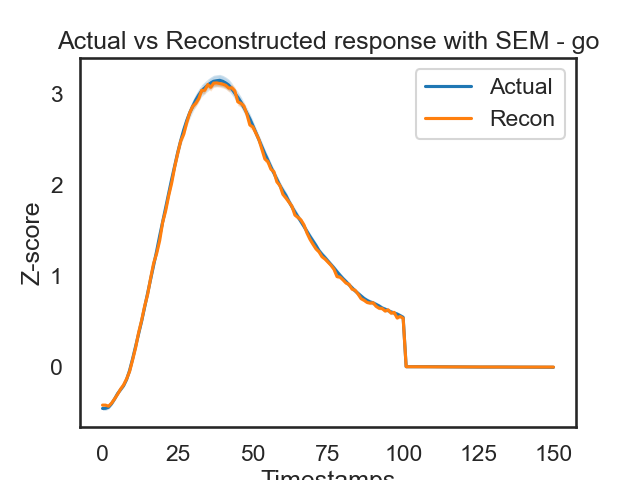 Actual vs Reconstructed response with SEM - go
Actual
Recon
Z-score
3
2
1
0
0 25 50 75 100 125 150
Timestamps